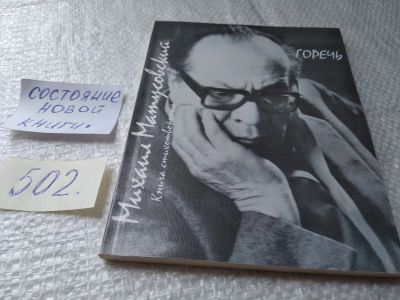 СОСТОЯНИЕ
НОВОЙ
КНИГИ.
502.
Михаил Матусовский
Книга стихотворений
ГОРЕЧЬ